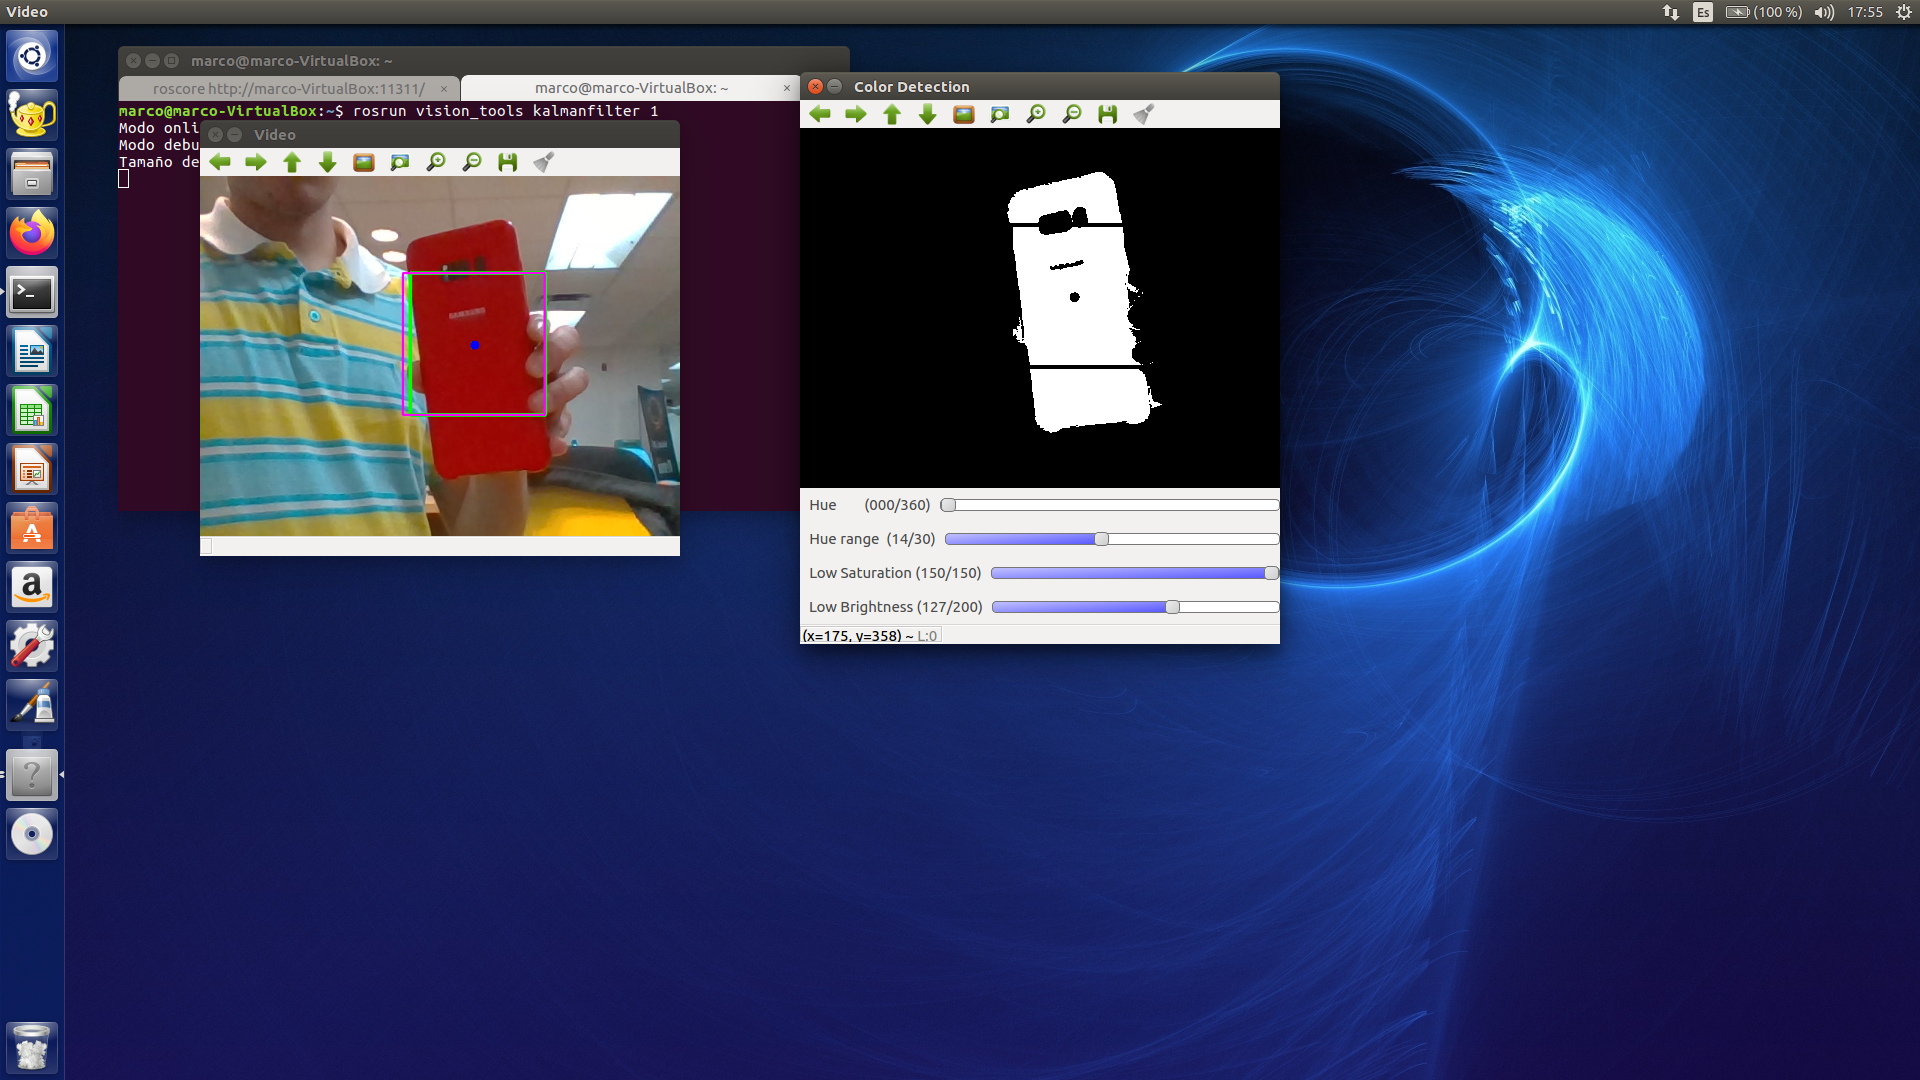 Video
Es
(100 %)
17:55
marco@marco-VirtualBox: ~
roscore http://marco-VirtualBox:11311/ ×
marco@marco-VirtualBox: ~ ×
marco@marco-VirtualBox:~$ rosrun vision_tools kalmanfilter 1
Modo onli
Modo debu
Tamaño de
Video
SAMSUNG
Color Detection
Hue (000/360)
Hue range (14/30)
Low Saturation (150/150)
Low Brightness (127/200)
(x=175, y=358) ~ L:0